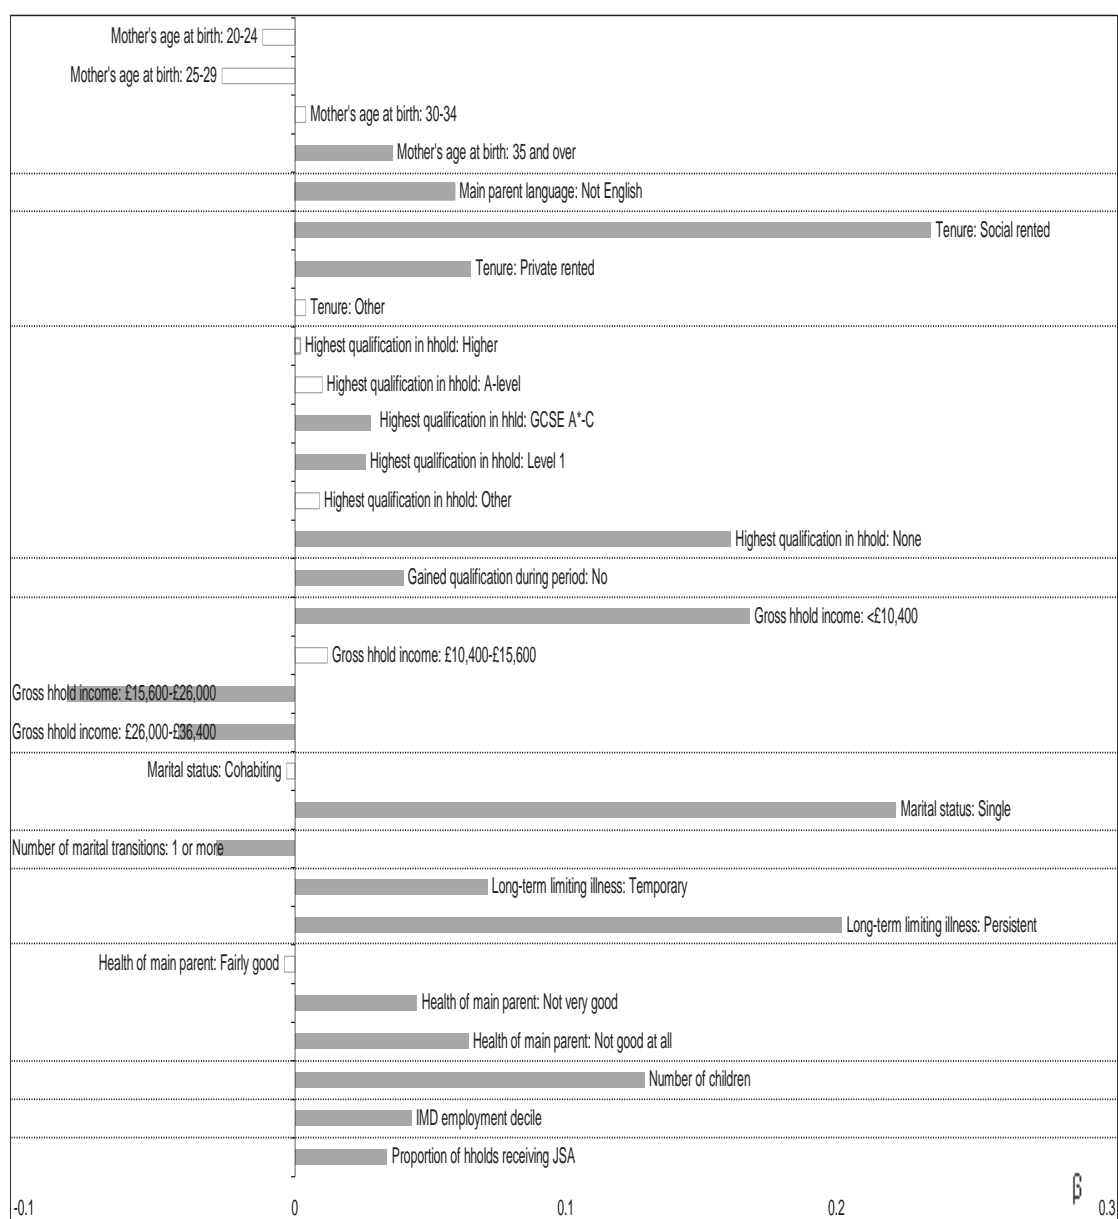 Mother's age at birth: 20-24
Mother's age at birth: 25-29
Mother's age at birth: 30-34
Mother's age at birth: 35 and over
Main parent language: Not English
Tenure: Social rented
Tenure: Private rented
Tenure: Other
Highest qualification in hhold: Higher
Highest qualification in hhold: A-level
Highest qualification in hhld: GCSE A*-C
Highest qualification in hhold: Level 1
Highest qualification in hhold: Other
Highest qualification in hhold: None
Gained qualification during period: No
Gross hhold income: <£10,400
Gross hhold income: £10,400-£15,600
Gross hhold income: £15,600-£26,000
Gross hhold income: £26,000-£36,400
Marital status: Cohabiting
Marital status: Single
Number of marital transitions: 1 or more
Long-term limiting illness: Temporary
Long-term limiting illness: Persistent
Health of main parent: Fairly good
Health of main parent: Not very good
Health of main parent: Not good at all
Number of children
IMD employment decile
Proportion of hholds receiving JSA
β
-0.1 0 0.1 0.2 0.3